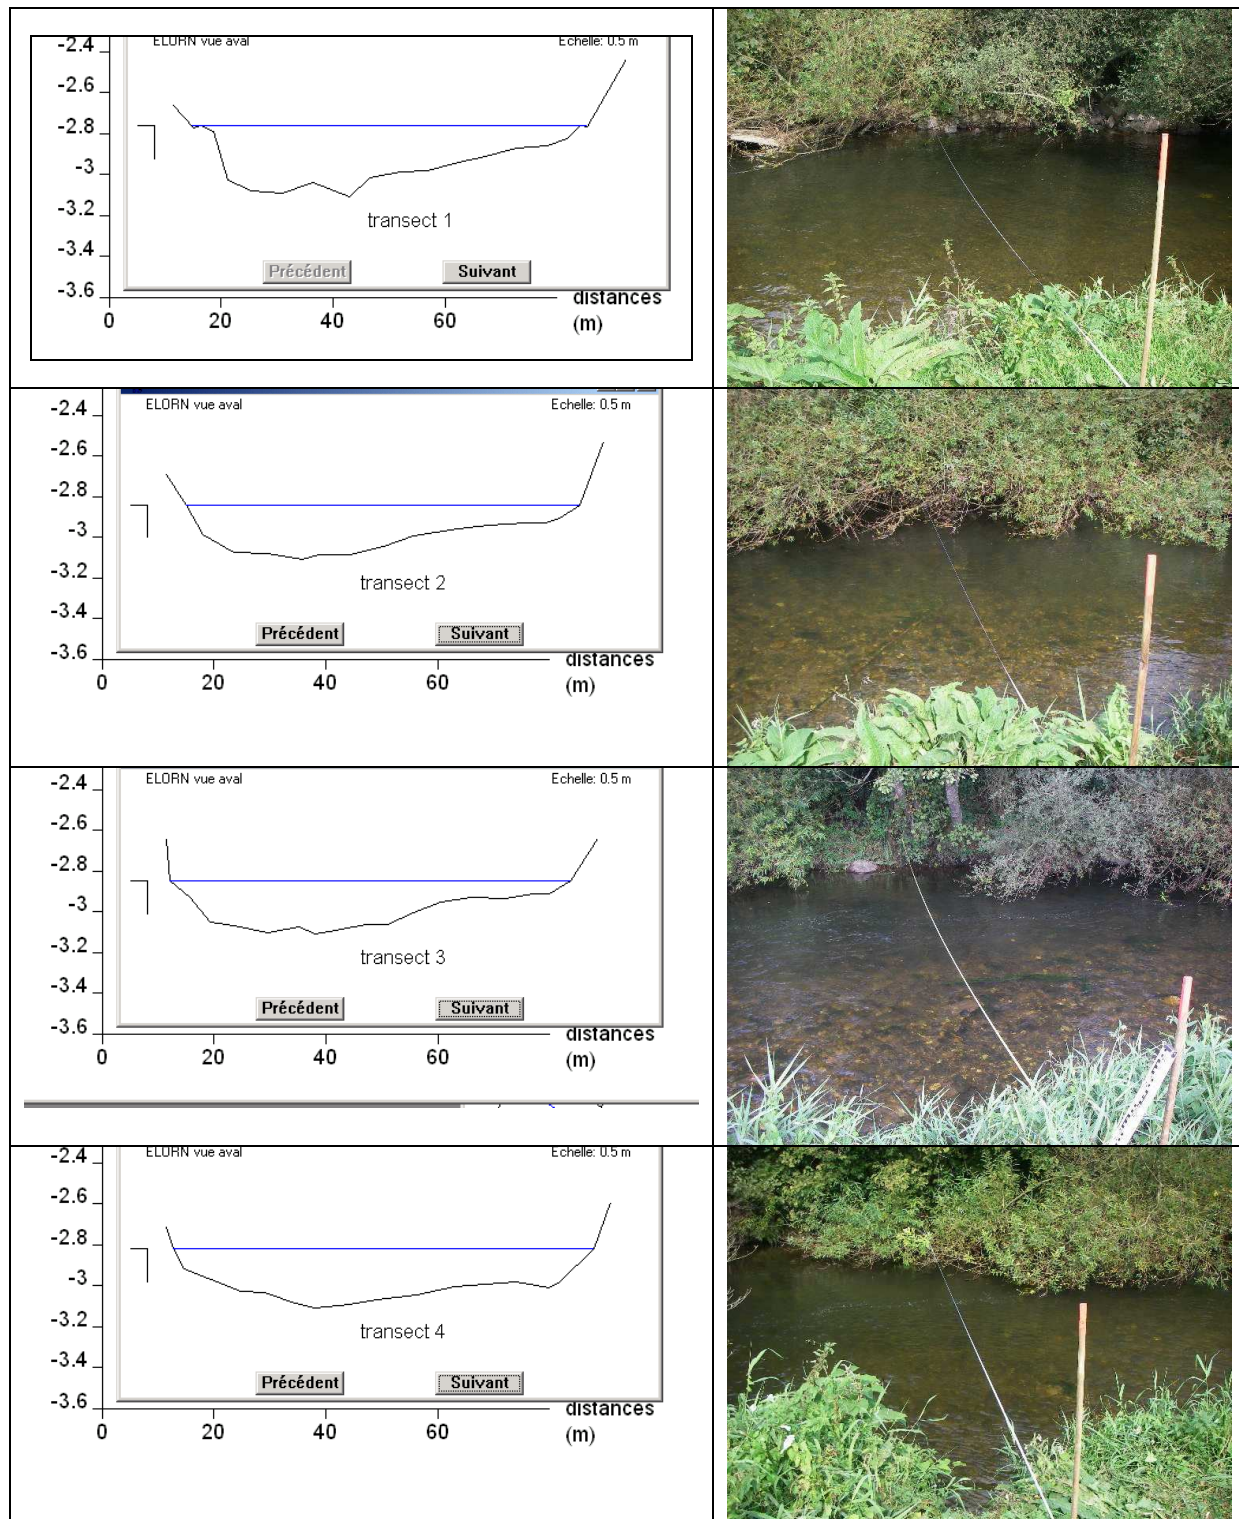 ELORN vue aval
Echelle: 0.5 m
-2.4
-2.6
-2.8
-3
-3.2
-3.4
-3.6
transect 1
Précédent
Suivant
0
20
40
60
distances
(m)
ELORN vue aval
Echelle: 0.5 m
-2.4
-2.6
-2.8
-3
-3.2
-3.4
-3.6
transect 2
Précédent
Suivant
0
20
40
60
distances
(m)
ELORN vue aval
Echelle: 0.5 m
-2.4
-2.6
-2.8
-3
-3.2
-3.4
-3.6
transect 3
Précédent
Suivant
0
20
40
60
distances
(m)
ELORN vue aval
Echelle: 0.5 m
-2.4
-2.6
-2.8
-3
-3.2
-3.4
-3.6
transect 4
Précédent
Suivant
0
20
40
60
distances
(m)